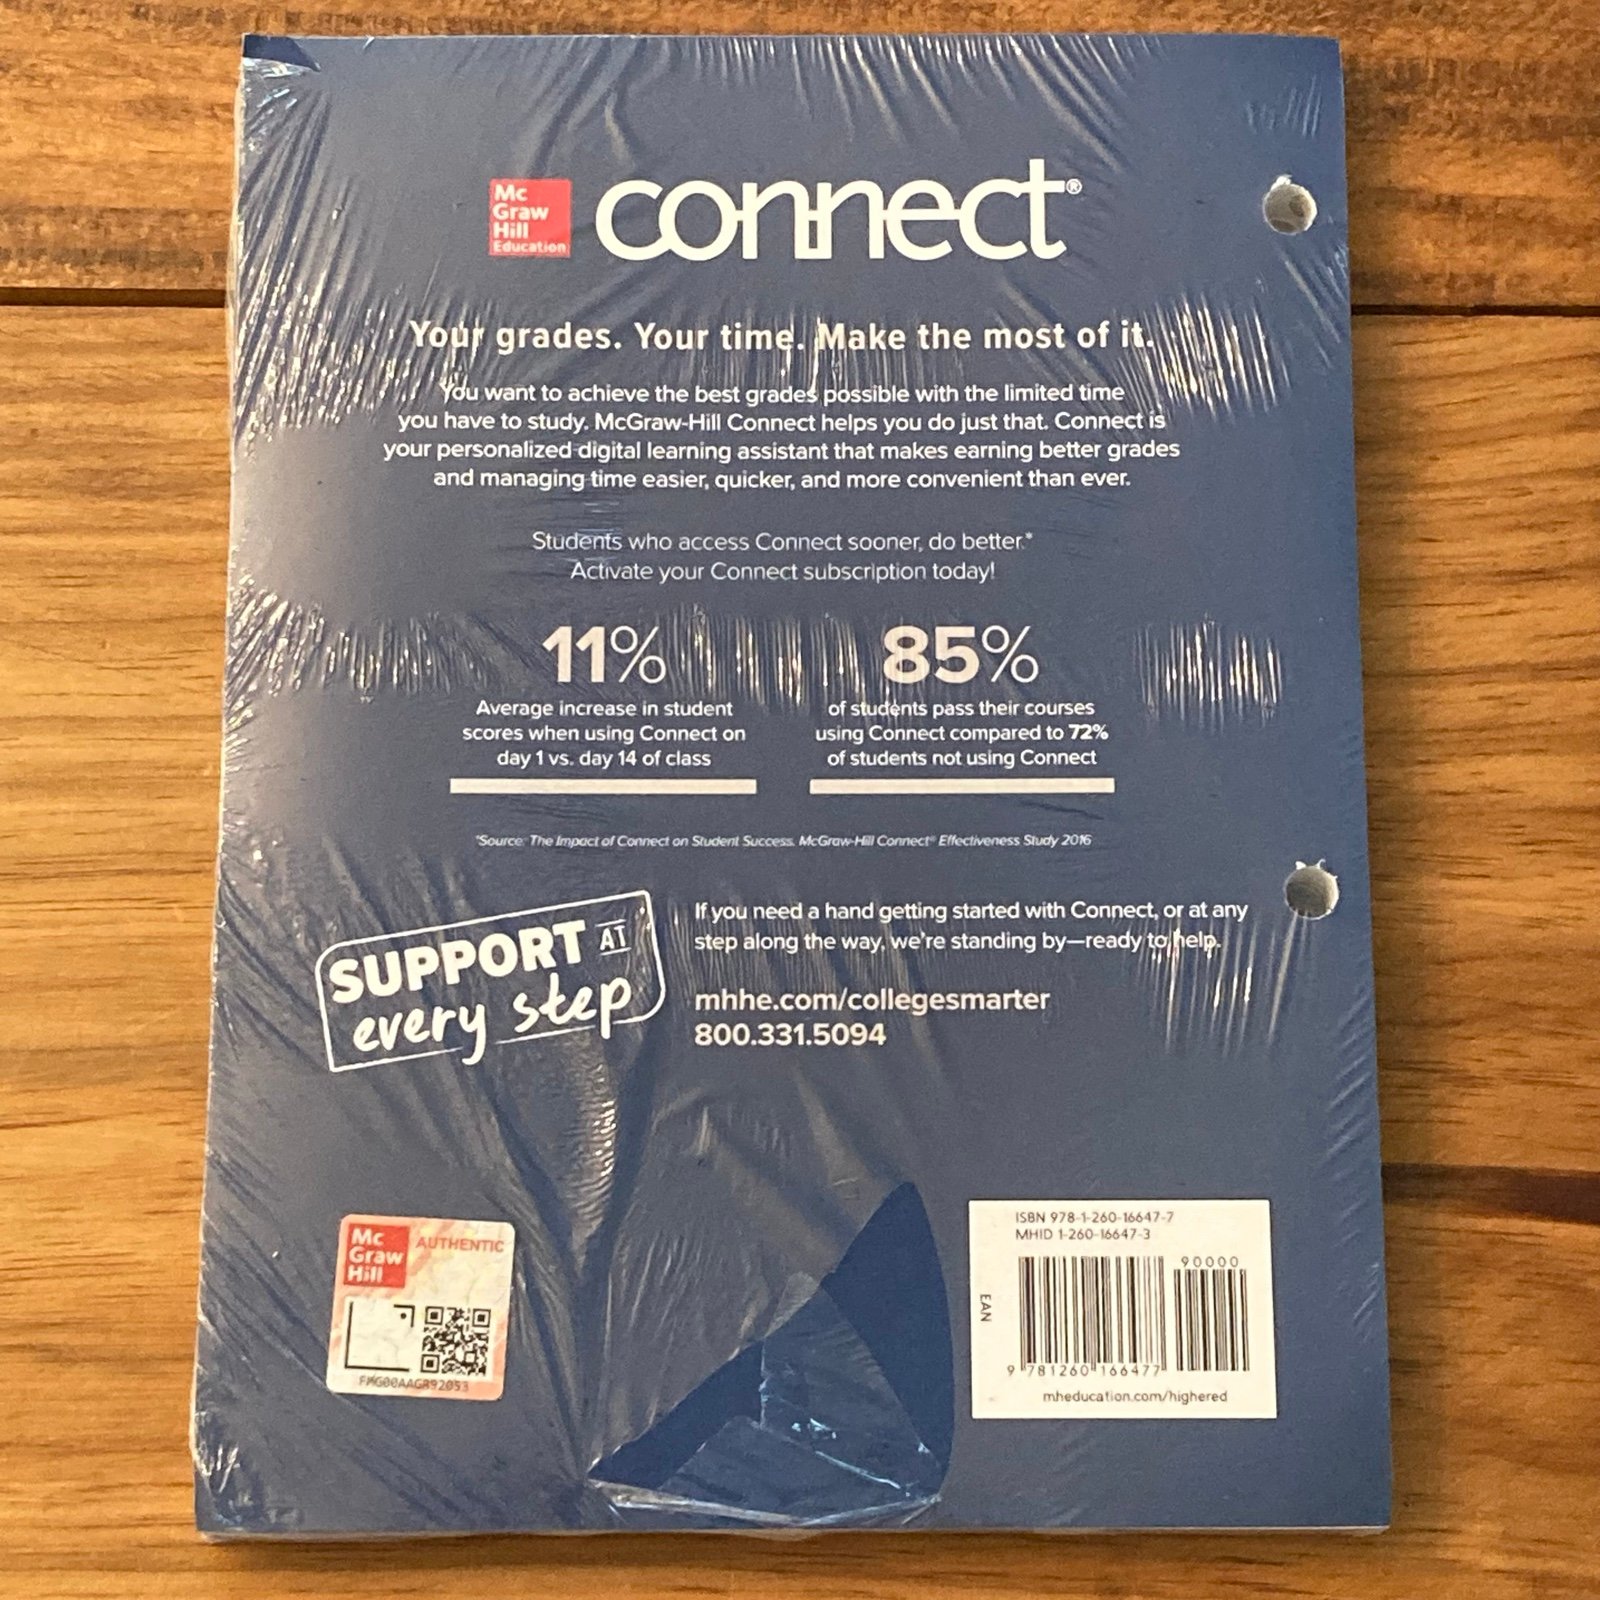 Mc
Graw
Hill
Education
connect®
Your grades. Your time. Make the most of it.
You want to achieve the best grades possible with the limited time
you have to study. McGraw-Hill Connect helps you do just that. Connect is
your personalized digital learning assistant that makes earning better grades
and managing time easier, quicker, and more convenient than ever.
Students who access Connect sooner, do better.*
Activate your Connect subscription today!
11%
Average increase in student
scores when using Connect on
day 1 vs. day 14 of class
85%
of students pass their courses
using Connect compared to 72%
of students not using Connect
*Source: The Impact of Connect on Student Success. McGraw-Hill Connect® Effectiveness Study 2016
SUPPORT AT
every step
If you need a hand getting started with Connect, or at any
step along the way, we're standing by—ready to help.
mhhe.com/collegesmarter
800.331.5094
Mc
Graw
Hill
AUTHENTIC
FMG00AAGR92053
ISBN 978-1-260-16647-7
MHID 1-260-16647-3
90000
EAN
9 781260 166477
mheducation.com/highered